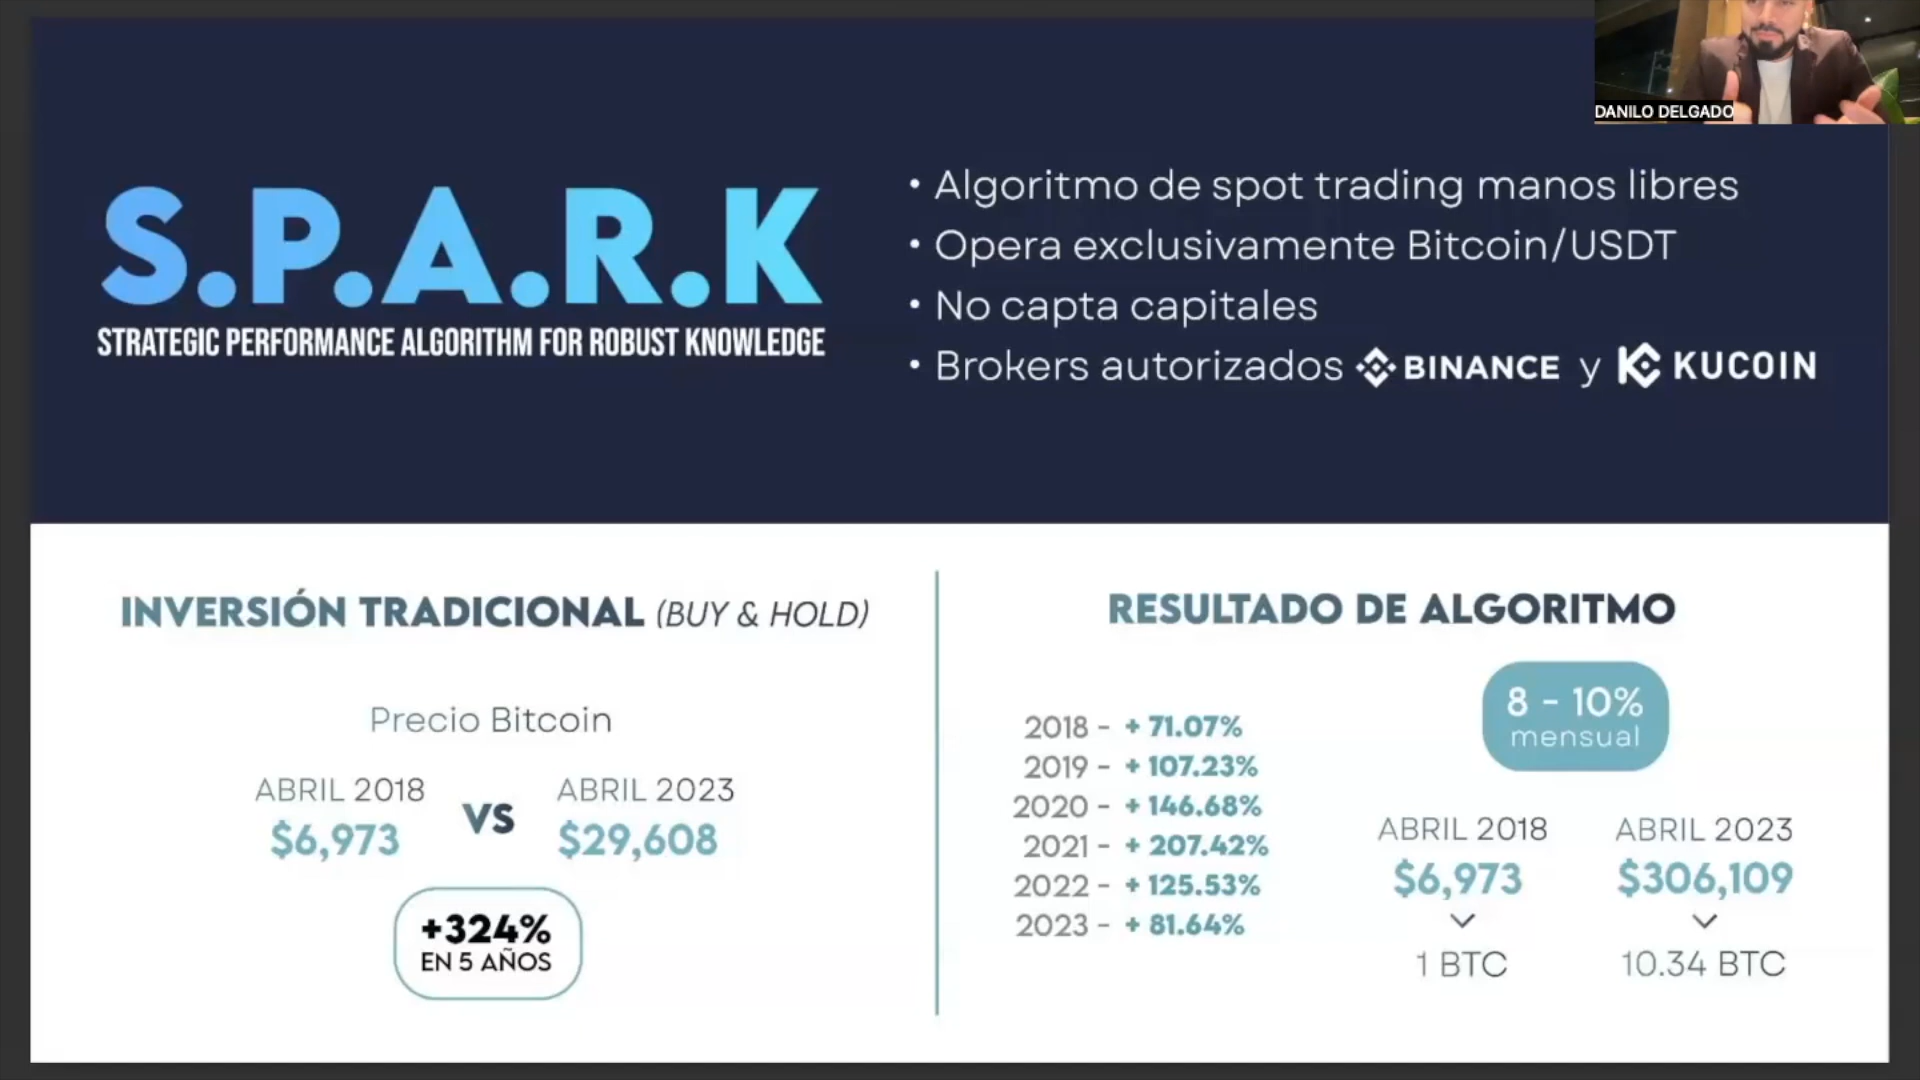 DANILO DELGADO
S.P.A.R.K
STRATEGIC PERFORMANCE ALGORITHM FOR ROBUST KNOWLEDGE
• Algoritmo de spot trading manos libres
• Opera exclusivamente Bitcoin/USDT
• No capta capitales
• Brokers autorizados BINANCE y KUCOIN
INVERSIÓN TRADICIONAL (BUY & HOLD)
Precio Bitcoin
ABRIL 2018
$6,973
VS
ABRIL 2023
$29,608
+324%
EN 5 AÑOS
RESULTADO DE ALGORITMO
8 - 10%
mensual
2018 - + 71.07%
2019 - + 107.23%
2020 - + 146.68%
2021 - + 207.42%
2022 - + 125.53%
2023 - + 81.64%
ABRIL 2018
$6,973
1 BTC
ABRIL 2023
$306,109
10.34 BTC